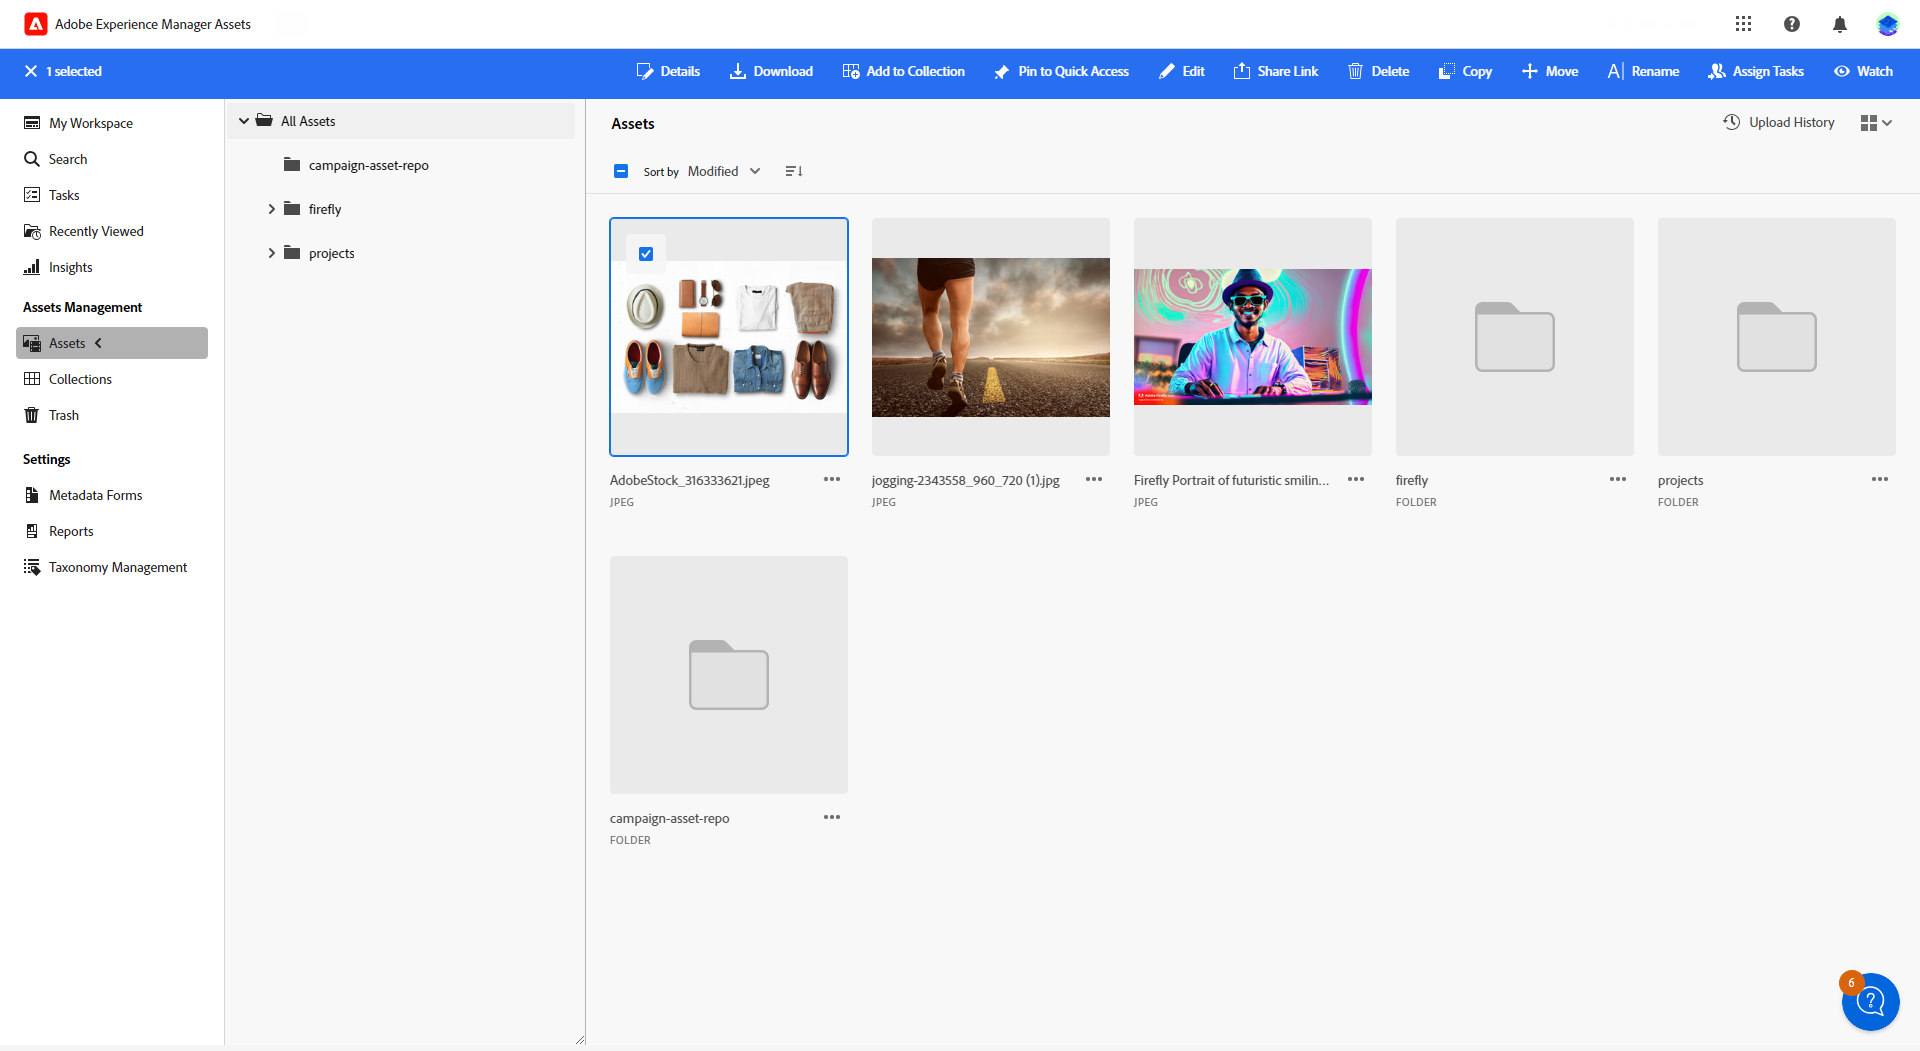 Adobe Experience Manager Assets
1 selected
Details
Download
Add to Collection
Pin to Quick Access
Edit
Share Link
Delete
Copy
Move
Rename
Assign Tasks
Watch
My Workspace
Search
Tasks
Recently Viewed
Insights
Assets Management
Assets
Collections
Trash
Settings
Metadata Forms
Reports
Taxonomy Management
All Assets
campaign-asset-repo
firefly
projects
Assets
Upload History
Sort by Modified
AdobeStock_316333621.jpeg
JPEG
jogging-2343558_960_720 (1).jpg
JPEG
Firefly Portrait of futuristic smilin...
JPEG
firefly
FOLDER
projects
FOLDER
campaign-asset-repo
FOLDER
6